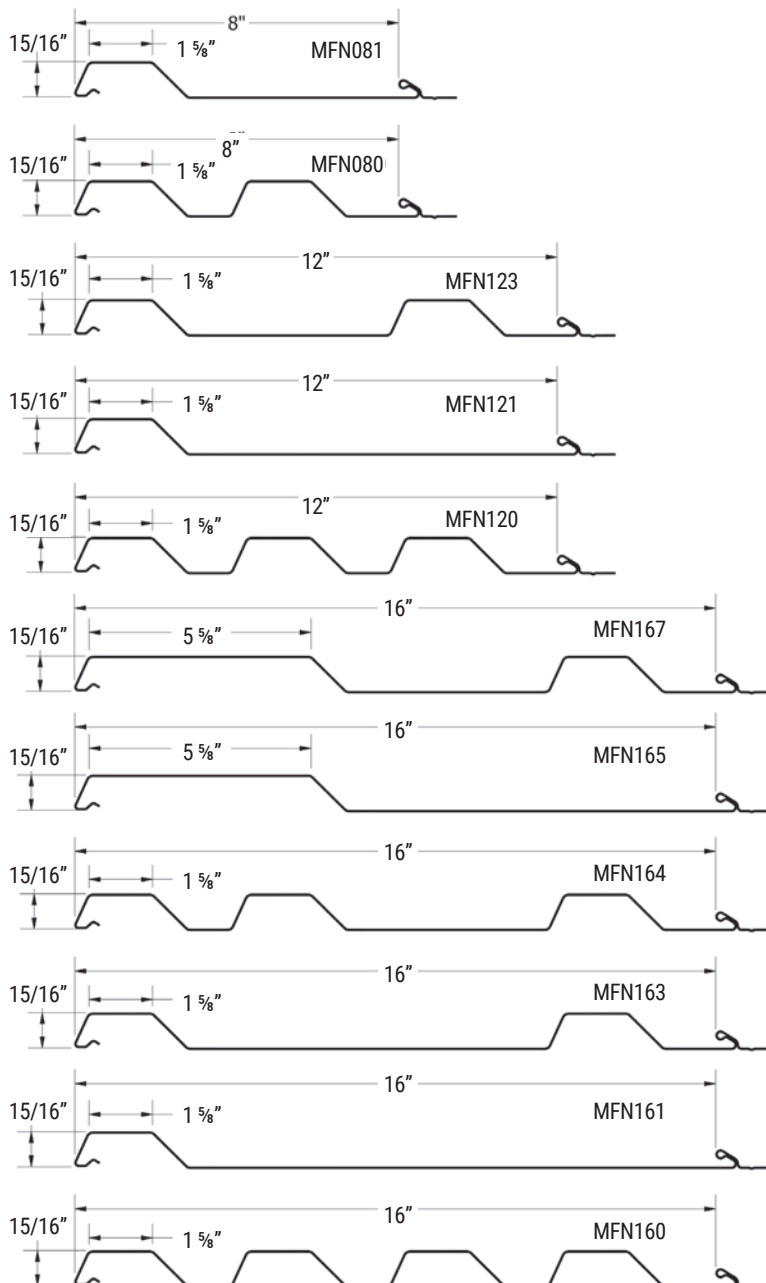 8"
15/16" 1 ⅝” MFN081
8”
15/16" 1 ⅝” MFN080
12”
15/16" 1 ⅝” MFN123
12”
15/16" 1 ⅝” MFN121
12”
15/16" 1 ⅝” MFN120
16”
15/16" 5 ⅝” MFN167
16”
15/16" 5 ⅝” MFN165
16”
15/16" 1 ⅝” MFN164
16”
15/16" 1 ⅝” MFN163
16”
15/16" 1 ⅝” MFN161
16”
15/16" 1 ⅝” MFN160